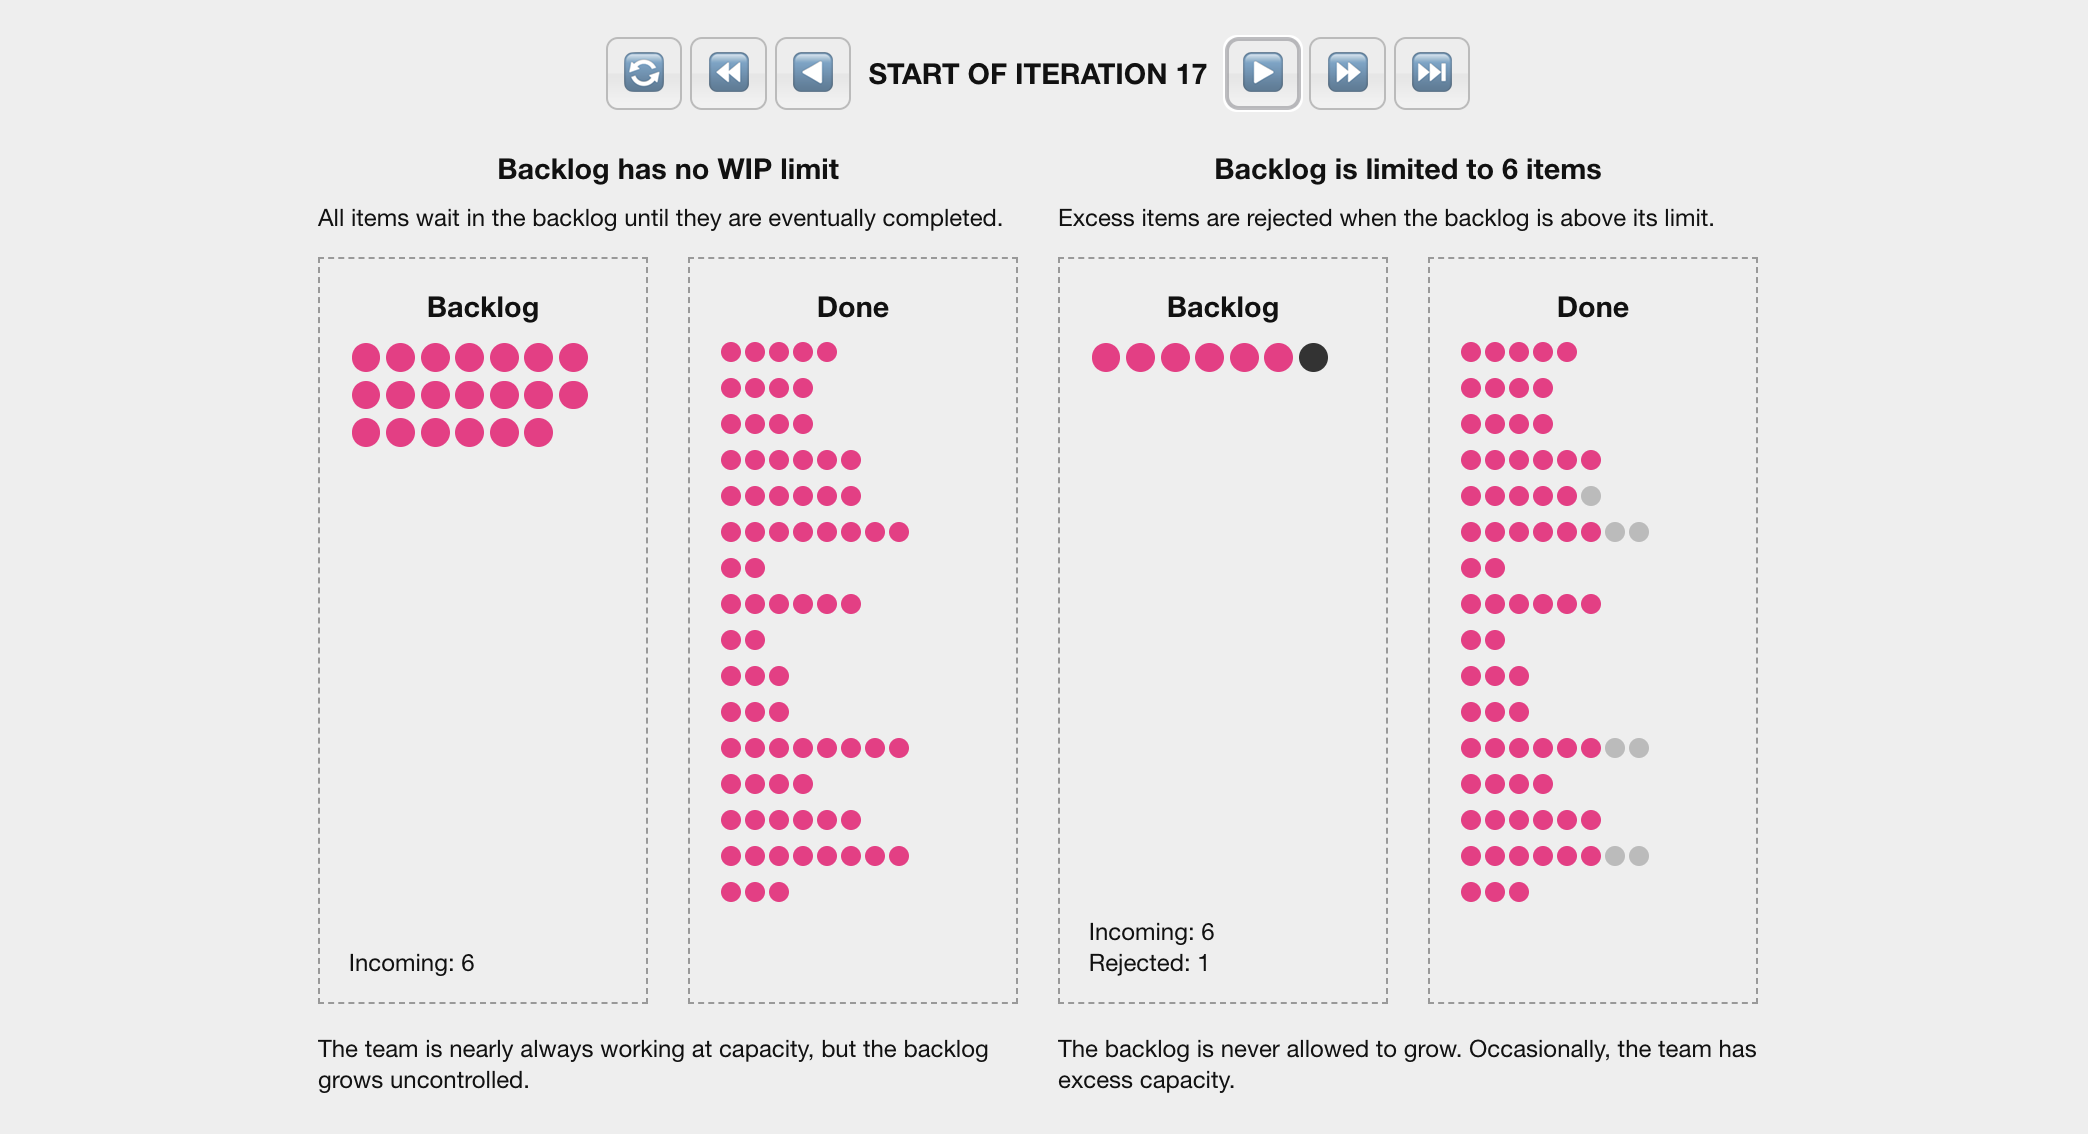 START OF ITERATION 17
Backlog has no WIP limit
All items wait in the backlog until they are eventually completed.
Backlog
Done
Incoming: 6
The team is nearly always working at capacity, but the backlog
grows uncontrolled.
Backlog is limited to 6 items
Excess items are rejected when the backlog is above its limit.
Backlog
Done
Incoming: 6
Rejected: 1
The backlog is never allowed to grow. Occasionally, the team has
excess capacity.